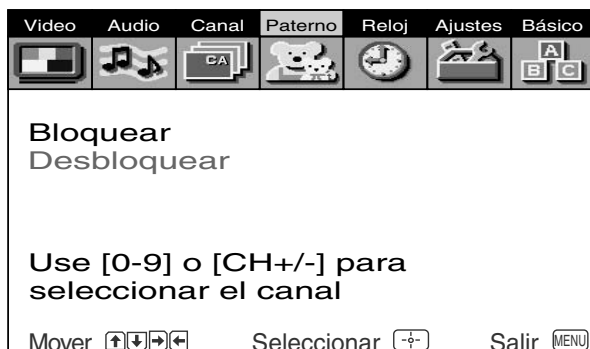 Video Audio Canal Paterno Reloj Ajustes Básico
CA A B C
Bloquear
Desbloquear
Use [0-9] o [CH+/-] para
seleccionar el canal
Mover Seleccionar Salir MENU